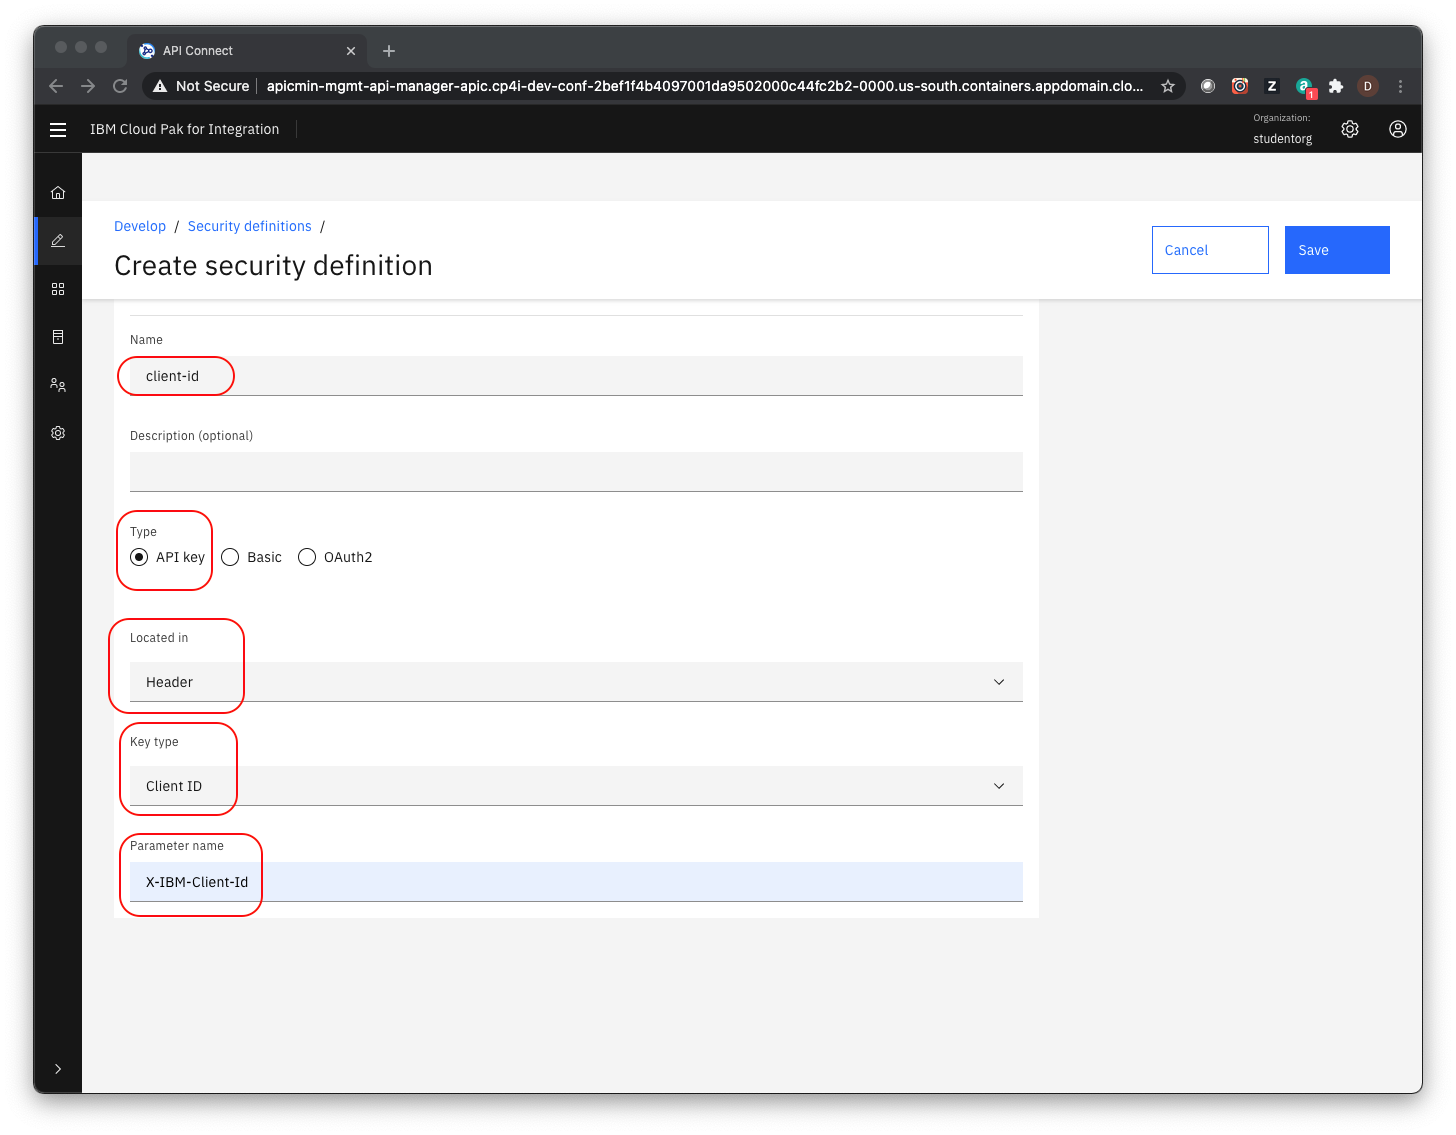 API Connect
Not Secure
apicmin-mgmt-api-manager-apic.cp4i-dev-conf-2bef1f4b4097001da9502000c44fc2b2-0000.us-south.containers.appdomain.clo...
Z
a
1
D
IBM Cloud Pak for Integration
Organization:
studentorg
Develop / Security definitions /
Create security definition
Cancel
Save
Name
client-id
Description (optional)
Type
API key
Basic
OAuth2
Located in
Header
Key type
Client ID
Parameter name
X-IBM-Client-Id